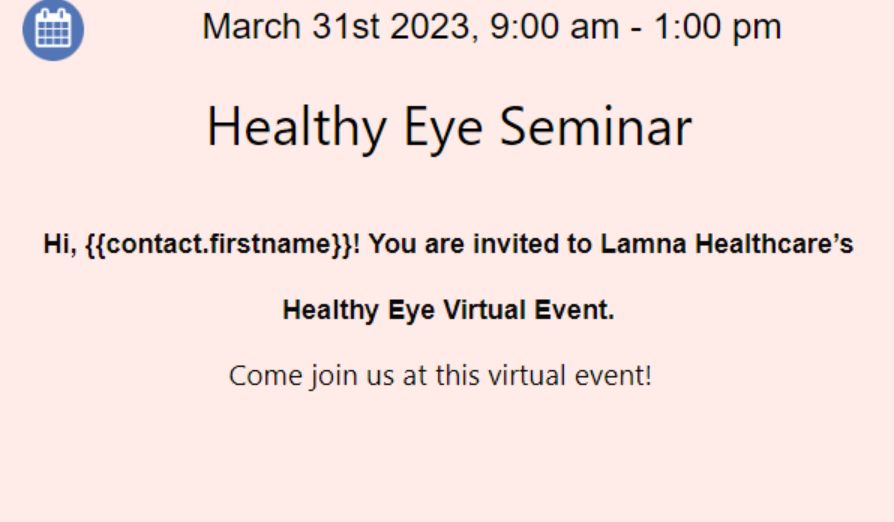 March 31st 2023, 9:00 am - 1:00 pm
Healthy Eye Seminar
Hi, {{contact.firstname}}! You are invited to Lamna Healthcare’s
Healthy Eye Virtual Event.
Come join us at this virtual event!